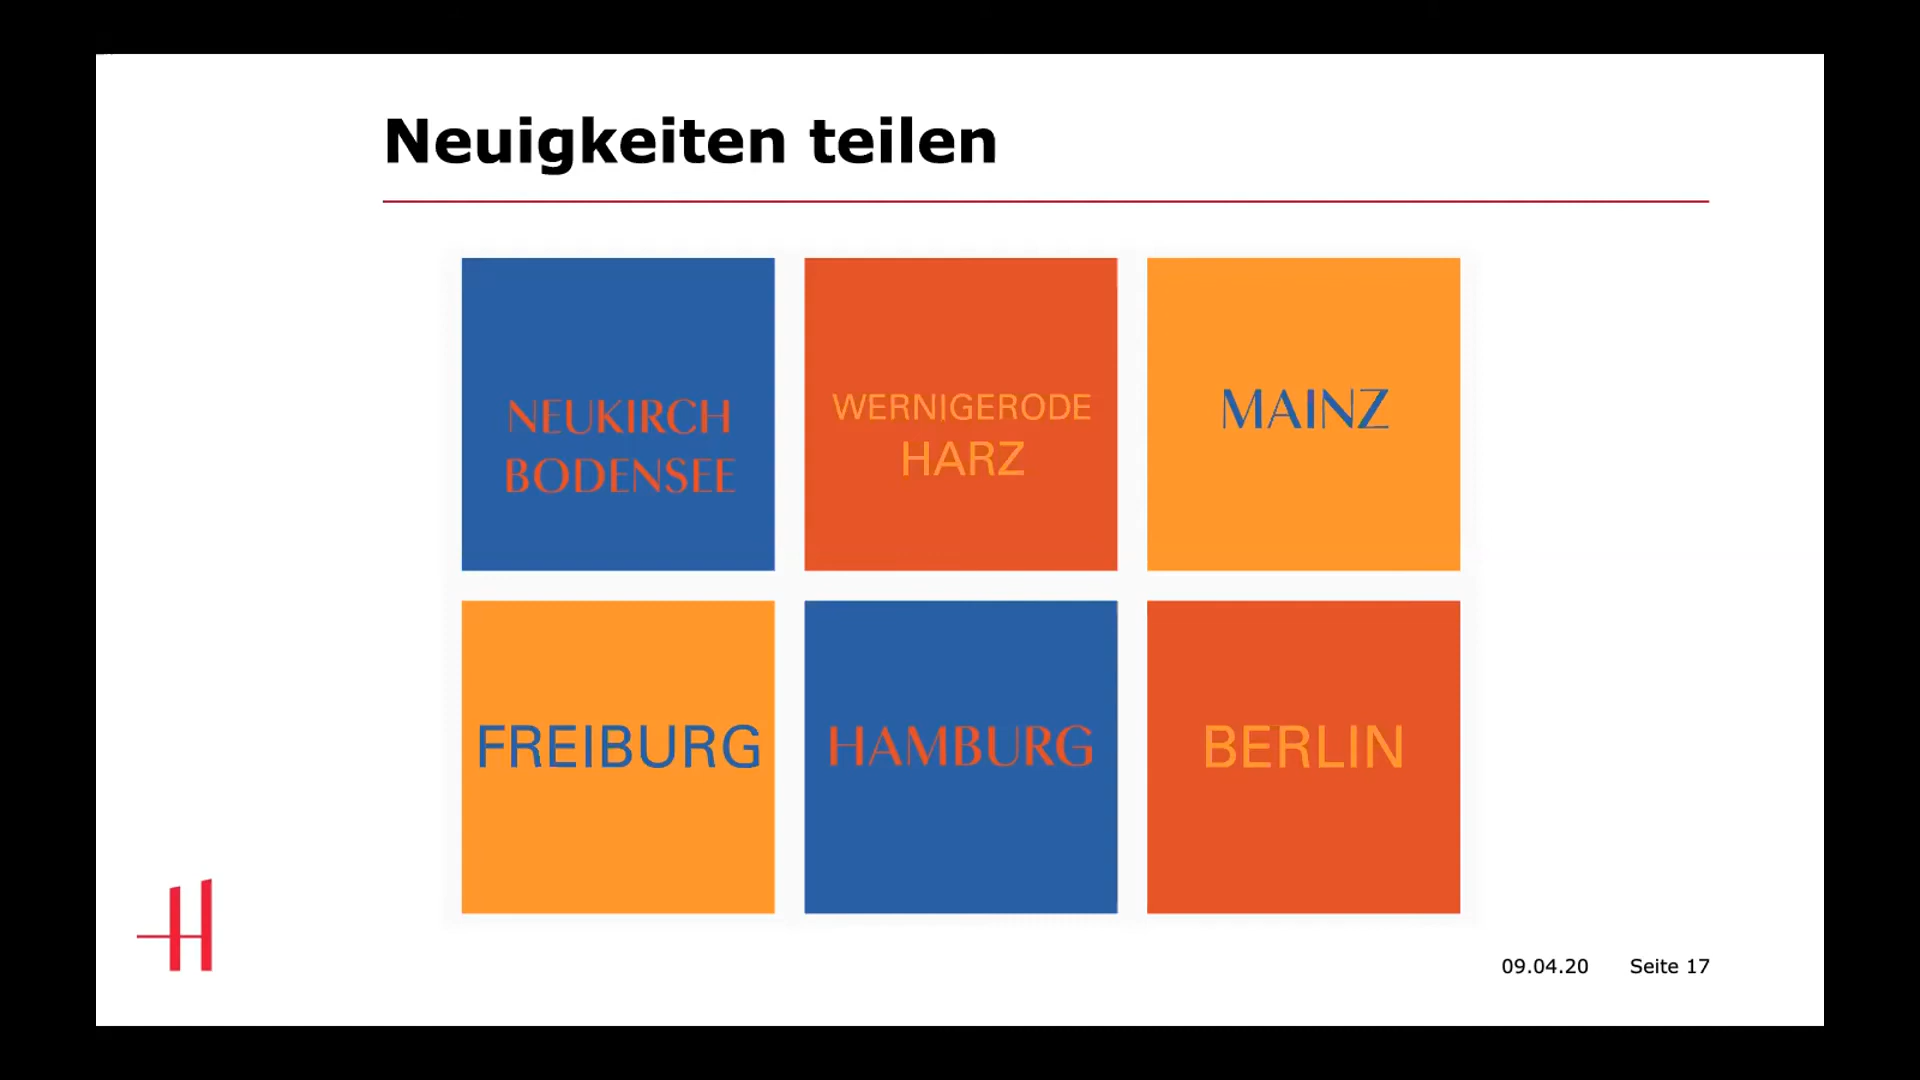 Neuigkeiten teilen
NEUKIRCH
BODENSEE
WERNIGERODE
HARZ
MAINZ
FREIBURG
HAMBURG
BERLIN
H
09.04.20 Seite 17